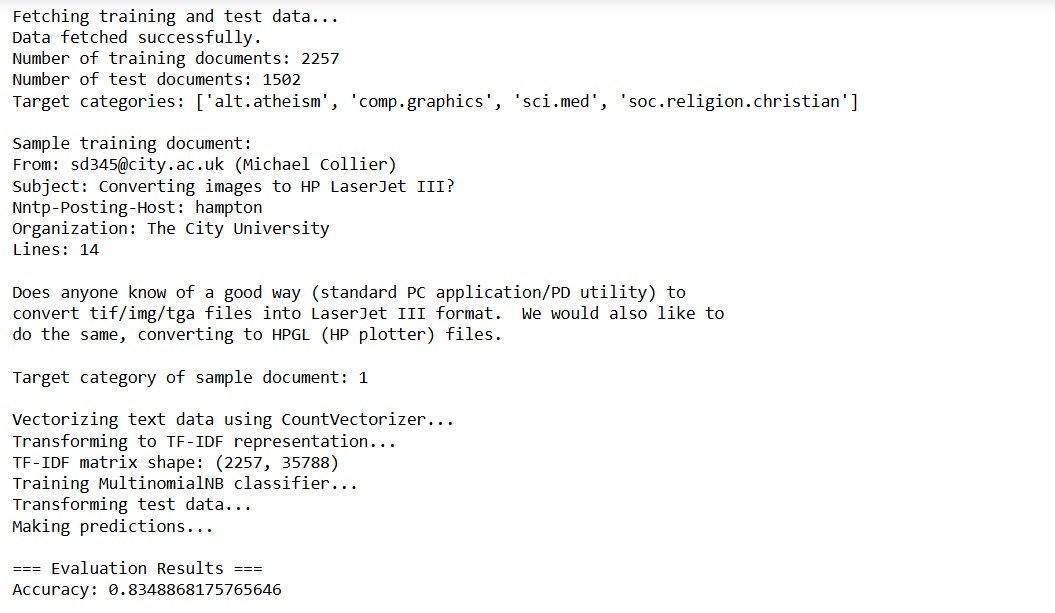 Fetching training and test data...
Data fetched successfully.
Number of training documents: 2257
Number of test documents: 1502
Target categories: ['alt.atheism', 'comp.graphics', 'sci.med', 'soc.religion.christian']
Sample training document:
From: sd345@city.ac.uk (Michael Collier)
Subject: Converting images to HP LaserJet III?
Nntp-Posting-Host: hampton
Organization: The City University
Lines: 14
Does anyone know of a good way (standard PC application/PD utility) to
convert tif/img/tga files into LaserJet III format.  We would also like to
do the same, converting to HPGL (HP plotter) files.
Target category of sample document: 1
Vectorizing text data using CountVectorizer...
Transforming to TF-IDF representation...
TF-IDF matrix shape: (2257, 35788)
Training MultinomialNB classifier...
Transforming test data...
Making predictions...
=== Evaluation Results ===
Accuracy: 0.8348868175765646